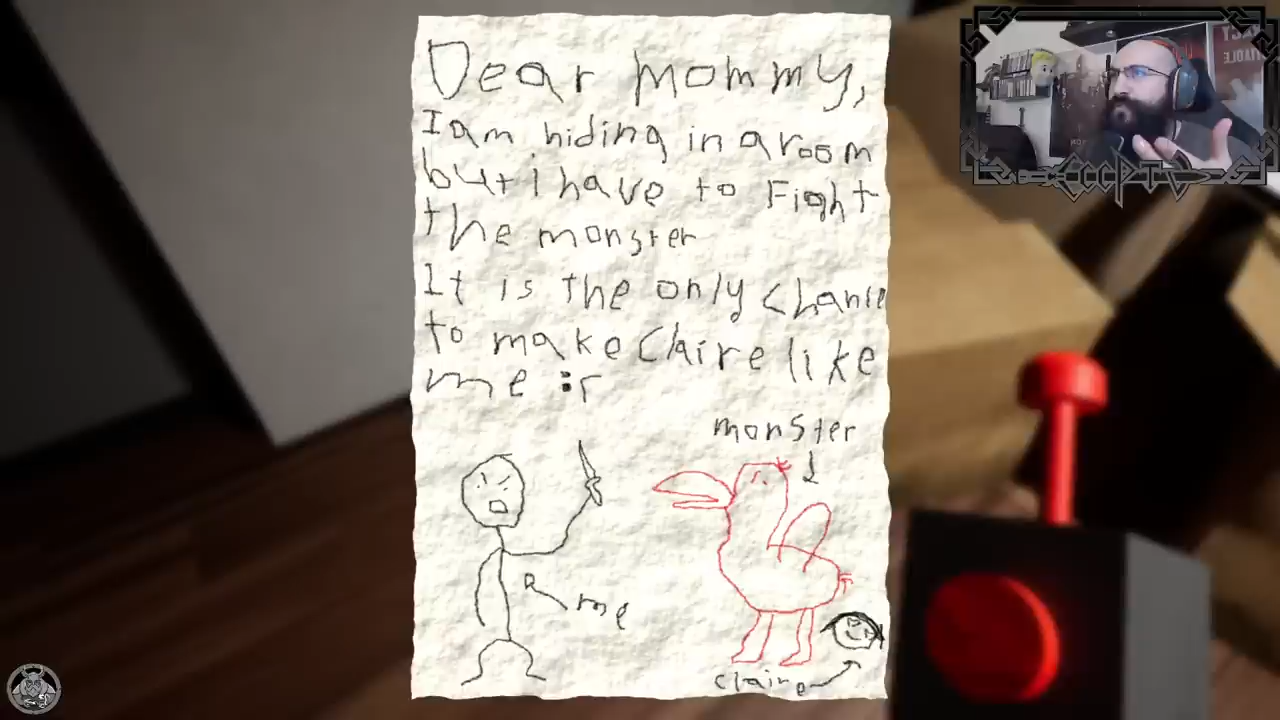 Dear Mommy,
I am hiding in a room
but i have to Fight
the monster
It is the only chance
to make Claire like
me :r
monster
me
Claire